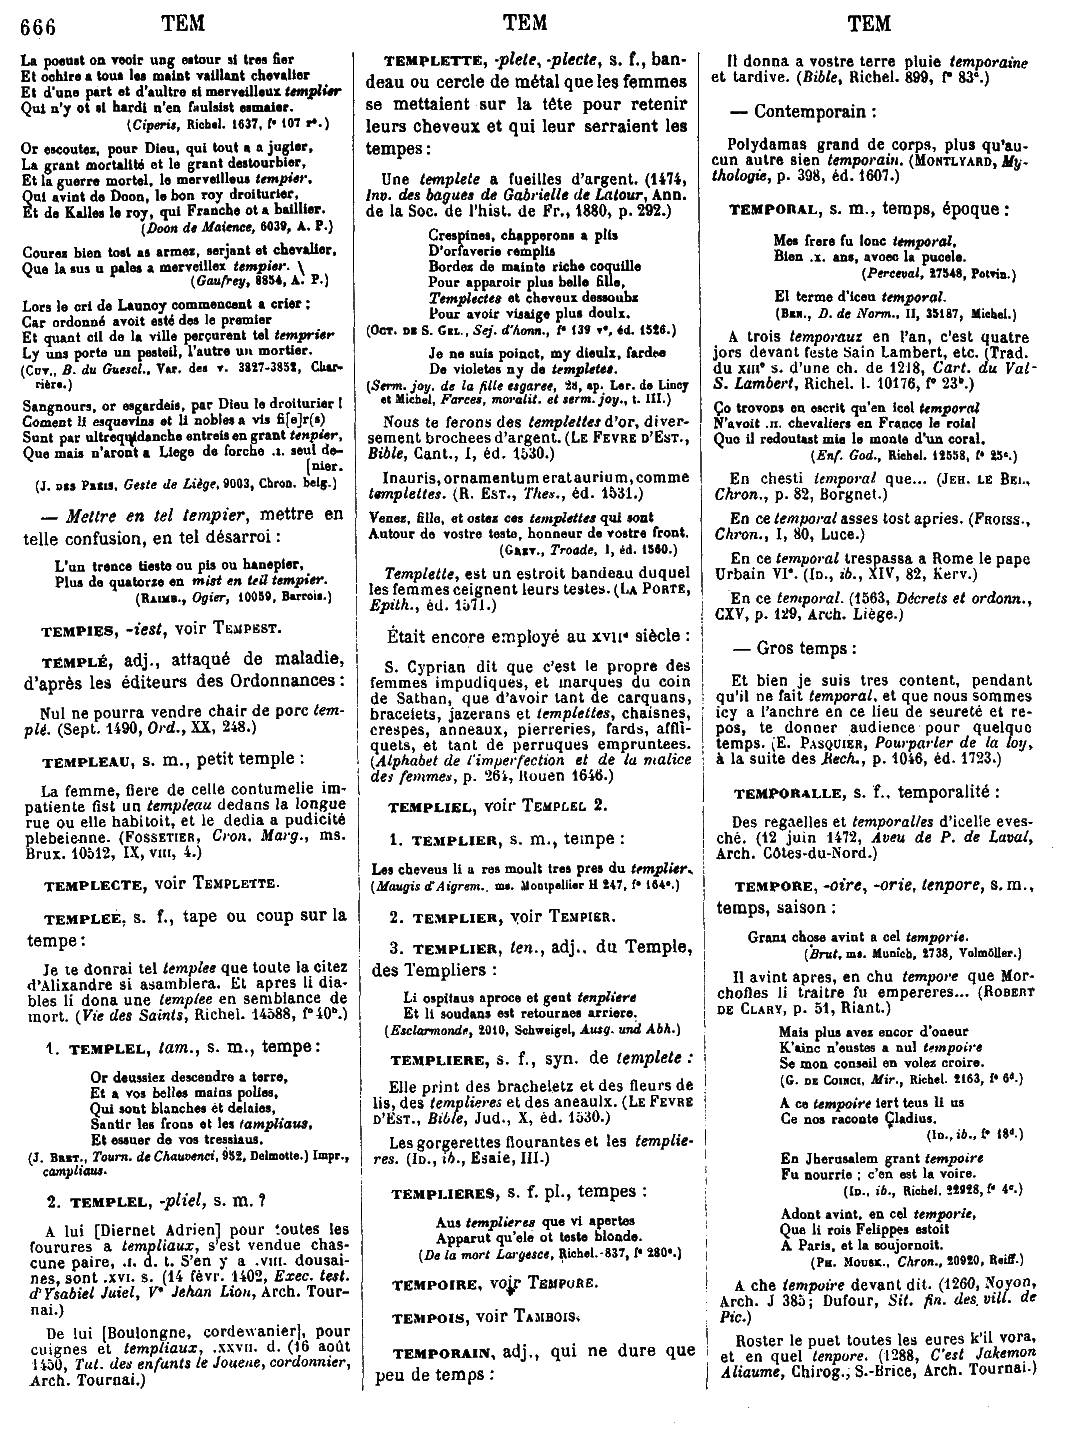 666 TEM TEM TEM
La poeust on veoir ung estour si tres fier
Et ochire a tous les maint vaillant chevalier
Et d'une part et d'aultre si merveilleux templier
Qui n'y ot si hardi n'en faulsist esmaier.
(Ciperis, Richel. 1637, f° 107 r°.)
Or escoutez, pour Dieu, qui tout a a jugier,
La grant mortalité et le grant destourbier,
Et la guerre mortel, le merveilleus tempier,
Qui avint de Doon, le bon roy droiturier,
Et de Kalles le roy, qui Franche ot a baillier.
(Doon de Maience, 6039, A. P.)
Coures bien tost as armez, serjant et chevalier,
Que la sus u pales a merveillex tempier. \
(Gaufrey, 8854, A. P.)
Lors le cri de Launoy commencent a crier :
Car ordonné avoit esté des le premier
Et quant cil de la ville perçurent tel temprier
Ly uns porte un pesteil, l'autre un mortier.
(Cuv., B. du Guescl., Var. des v. 3827-3852, Char-
rière.)
Sangnours, or esgardeis, par Dieu le droiturier !
Coment li esquevins et li nobles a vis fi[e]r(s)
Sunt par ultrequidanche entreis en grant tenpier,
Que mais n'aront a Liege de forche .I. seul de-
[nier.
(J. des Preis, Geste de Liége, 9003, Chron. belg.)
— Mettre en tel tempier, mettre en
telle confusion, en tel désarroi :
L'un trence tieste ou pis ou hanepier,
Plus de quatorze en mist en teil tempier.
(Raimb., Ogier, 10059, Barrois.)
TEMPIES, -iest, voir Tempest.
TEMPLÉ, adj., attaqué de maladie,
d'après les éditeurs des Ordonnances :
Nul ne pourra vendre chair de porc tem-
plé. (Sept. 1490, Ord., XX, 248.)
TEMPLEAU, s. m., petit temple :
La femme, fiere de celle contumelie im-
patiente fist un templeau dedans la longue
rue ou elle habitoit, et le dedia a pudicité
plebeienne. (Fossetier, Cron. Marg., ms.
Brux. 10512, IX, VIII, 4.)
TEMPLECTE, voir Templette.
TEMPLEE, s. f., tape ou coup sur la
tempe :
Je te donrai tel templee que toute la citez
d'Alixandre si asamblera. Et apres li dia-
bles li dona une templee en semblance de
mort. (Vie des Saints, Richel. 14588, f° 40ᵇ.)
1. TEMPLEL, tam., s. m., tempe :
Or deussiez descendre a terre,
Et a vos belles mains polies,
Qui sont blanches et delaies,
Santir les frons et les tampliaus,
Et essuer de vos tressiaus.
(J. Bret., Tourn. de Chauvenci, 952, Delmotte.) Impr.,
campliaus.
2. TEMPLEL, -pliel, s. m. ?
A lui [Diernet Adrien] pour toutes les
fourures a templiaux, s'est vendue chas-
cune paire, .I. d. t. S'en y a .VIII. dousai-
nes, sont .XVI. s. (14 févr. 1402, Exec. test.
d'Ysabiel Juiel, Vᵉ Jehan Lion, Arch. Tour-
nai.)
De lui [Boulongne, cordewanier], pour
cuignes et templiaux, .XXVII. d. (16 août
1450, Tut. des enfants le Jouene, cordonnier,
Arch. Tournai.)
TEMPLETTE, -plete, -plecte, s. f., ban-
deau ou cercle de métal que les femmes
se mettaient sur la tête pour retenir
leurs cheveux et qui leur serraient les
tempes :
Une templete a fueilles d'argent. (1474,
Inv. des bagues de Gabrielle de Latour, Ann.
de la Soc. de l'hist. de Fr., 1880, p. 292.)
Crespines, chapperons a plis
D'orfaverie remplis
Bordez de mainte riche coquille
Pour apparoir plus belle fille,
Templectes et cheveux dessoubz
Pour avoir visaige plus doulx.
(Oct. de S. Gel., Sej. d'honn., f° 139 v°, éd. 1526.)
Je ne suis poinct, my dieulx, fardee
De violetes ny de templetes.
(Serm. joy. de la fille esgaree, 28, ap. Ler. de Lincy
et Michel, Farces, moralit. et serm. joy., t. III.)
Nous te ferons des templettes d'or, diver-
sement brochees d'argent. (Le Fevre d'Est.,
Bible, Cant., I, éd. 1530.)
Inauris, ornamentum erat aurium, comme
templettes. (R. Est., Thes., éd. 1531.)
Venez, fille, et ostez ces templettes qui sont
Autour de vostre teste, honneur de vostre front.
(Grev., Troade, I, éd. 1560.)
Templette, est un estroit bandeau duquel
les femmes ceignent leurs testes. (La Porte,
Epith., éd. 1571.)
Était encore employé au XVIIᵉ siècle :
S. Cyprian dit que c'est le propre des
femmes impudiques, et marques du coin
de Sathan, que d'avoir tant de carquans,
bracelets, jazerans et templettes, chaisnes,
crespes, anneaux, pierreries, fards, affli-
quets, et tant de perruques empruntees.
(Alphabet de l'imperfection et de la malice
des femmes, p. 264, Rouen 1646.)
TEMPLIEL, voir Templel 2.
1. TEMPLIER, s. m., tempe :
Les cheveus li a res moult tres pres du templier.
(Maugis d'Aigrem., ms. Montpellier H 247, f° 164ᵃ.)
2. TEMPLIER, voir Tempier.
3. TEMPLIER, ten., adj., du Temple,
des Templiers :
Li ospitaus aproce et gent tenpliere
Et li soudans est retournes arriere.
(Esclarmonde, 2010, Schweigel, Ausg. und Abh.)
TEMPLIERE, s. f., syn. de templete :
Elle print des bracheletz et des fleurs de
lis, des templieres et des aneaulx. (Le Fevre
d'Est., Bible, Jud., X, éd. 1530.)
Les gorgerettes flourantes et les templie-
res. (Id., ib., Esaie, III.)
TEMPLIERES, s. f. pl., tempes :
Aus templieres que vi apertes
Apparut qu'ele ot teste blonde.
(De la mort Largesce, Richel. 837, f° 280ᵃ.)
TEMPOIRE, voir Tempore.
TEMPOIS, voir Tambois.
TEMPORAIN, adj., qui ne dure que
peu de temps :
Il donna a vostre terre pluie temporaine
et tardive. (Bible, Richel. 899, f° 83ᶜ.)
— Contemporain :
Polydamas grand de corps, plus qu'au-
cun autre sien temporain. (Montlyard, My-
thologie, p. 398, éd. 1607.)
TEMPORAL, s. m., temps, époque :
Mes frere fu lonc temporal,
Bien .X. ans, avoec la pucele.
(Perceval, 27548, Potvin.)
El terme d'iceu temporal.
(Ben., D. de Norm., II, 35187, Michel.)
A trois temporaux en l'an, c'est quatre
jors devant feste Sain Lambert, etc. (Trad.
du XIIIᵉ s. d'une ch. de 1218, Cart. du Val-
S. Lambert, Richel. l. 10176, f° 23ᵇ.)
Ço trovons en escrit qu'en icel temporal
N'avoit .II. chevaliers en France le roial
Quo il redoutast mie le monte d'un coral.
(Enf. God., Richel. 12558, f° 25ᵃ.)
En chesti temporal que... (Jeh. le Bel,
Chron., p. 82, Borgnet.)
En ce temporal asses tost apries. (Froiss.,
Chron., I, 80, Luce.)
En ce temporal trespassa a Rome le pape
Urbain VIᵉ. (Id., ib., XIV, 82, Kerv.)
En ce temporal. (1563, Décrets et ordonn.,
CXV, p. 129, Arch. Liège.)
— Gros temps :
Et bien je suis tres content, pendant
qu'il ne fait temporal, et que nous sommes
icy a l'anchre en ce lieu de seureté et re-
pos, te donner audience pour quelque
temps. (E. Pasquier, Pourparler de la loy,
à la suite des Rech., p. 1046, éd. 1723.)
TEMPORALLE, s. f., temporalité :
Des regaelles et temporalles d'icelle eves-
ché. (12 juin 1472, Aveu de P. de Laval,
Arch. Côtes-du-Nord.)
TEMPORE, -oire, -orie, tenpore, s. m.,
temps, saison :
Granz chose avint a cel temporie.
(Brut, ms. Munich, 2738, Volmöller.)
Il avint apres, en chu tempore que Mor-
chofles li traitre fu empereres... (Robert
de Clary, p. 51, Riant.)
Mais plus avez encor d'oneur
K'ainc n'eustes a nul tempoire
Se mon conseil en volez croire.
(G. de Coinci, Mir., Richel. 2163, f° 6ᵈ.)
A ce tempoire iert teus li us
Ce nos raconte Cladius.
(Id., ib., f° 18ᵈ.)
En Jherusalem grant tempoire
Fu nourrie ; c'en est la voire.
(Id., ib., Richel. 22928, f° 4ᶜ.)
Adont avint, en cel temporie,
Que li rois Felippes estoit
A Paris, et la soujornoit.
(Ph. Mousk., Chron., 20920, Reiff.)
A che tempoire devant dit. (1260, Noyon,
Arch. J 385; Dufour, Sit. fin. des vill. de
Pic.)
Roster le puet toutes les eures k'il vora,
et en quel tenpore. (1288, C'est Jakemon
Aliaume, Chirog., S.-Brice, Arch. Tournai.)